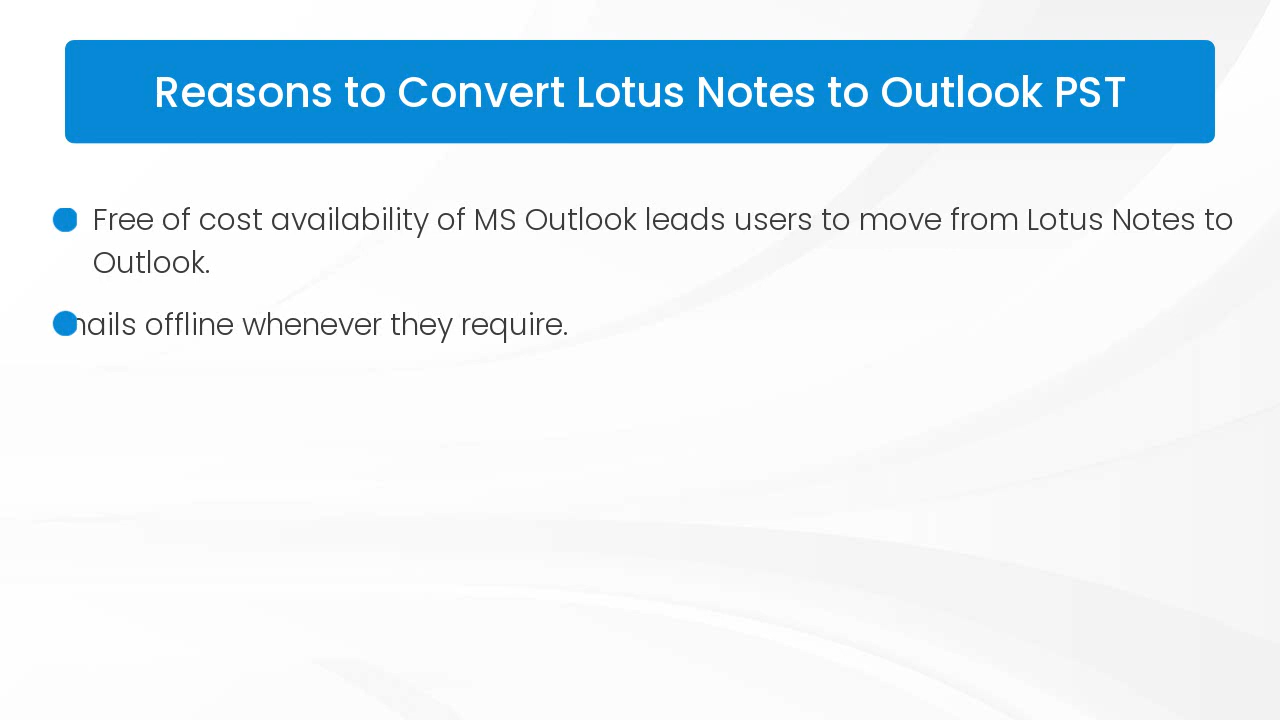 Reasons to Convert Lotus Notes to Outlook PST
Free of cost availability of MS Outlook leads users to move from Lotus Notes to
Outlook.
offline whenever they require.